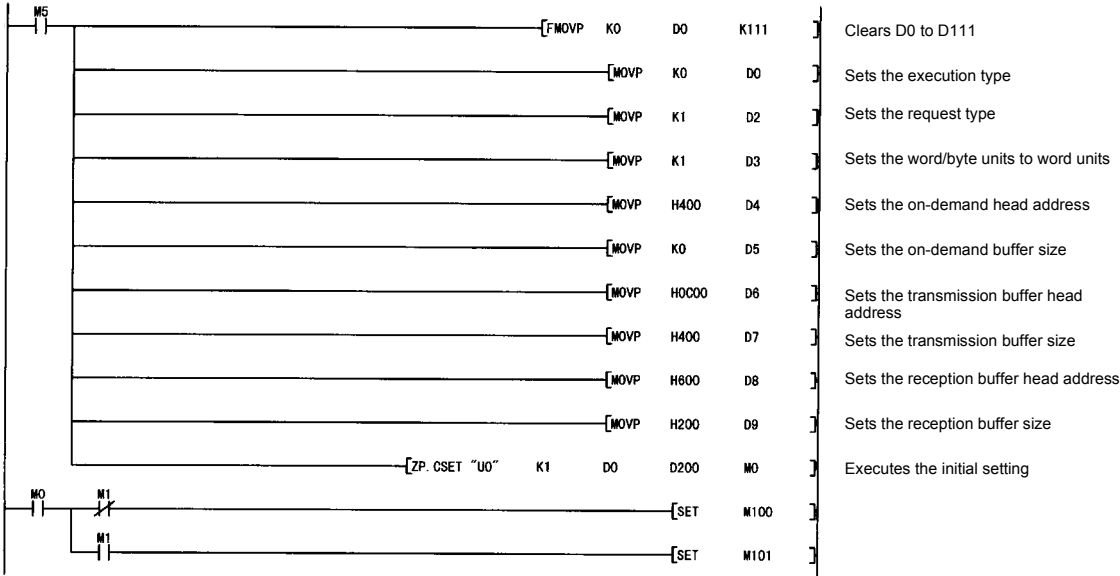 M5
[FMOVP K0 D0 K111 ] Clears D0 to D111
[MOVP K0 D0 ] Sets the execution type
[MOVP K1 D2 ] Sets the request type
[MOVP K1 D3 ] Sets the word/byte units to word units
[MOVP H400 D4 ] Sets the on-demand head address
[MOVP K0 D5 ] Sets the on-demand buffer size
[MOVP H0C00 D6 ] Sets the transmission buffer head
address
[MOVP H400 D7 ] Sets the transmission buffer size
[MOVP H600 D8 ] Sets the reception buffer head address
[MOVP H200 D9 ] Sets the reception buffer size
[ZP.CSET "U0" K1 D0 D200 M0 ] Executes the initial setting
M0 M1
[SET M100 ]
M1
[SET M101 ]